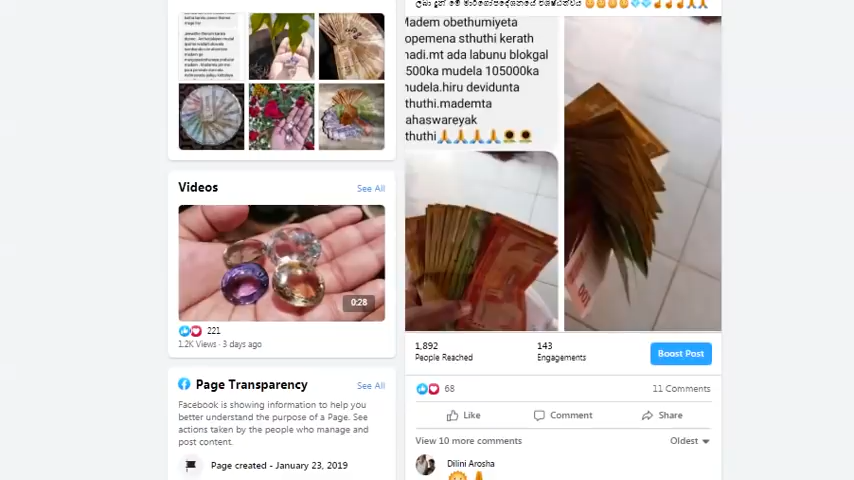 Videos
See All
0:28
221
1.2K Views · 3 days ago
Page Transparency
See All
Facebook is showing information to help you
better understand the purpose of a Page. See
actions taken by the people who manage and
post content.
Page created - January 23, 2019
Madem obethumiyeta
opemena sthuthi kerath
nadi.mt ada labunu blokgal
500ka mudela 105000ka
mudela.hiru devidunta
thuthi.mademta
ahaswareyak
thuthi🙏🙏🙏🙏🌻🌻
1,892
People Reached
143
Engagements
Boost Post
68
11 Comments
Like
Comment
Share
View 10 more comments
Oldest
Dilini Arosha